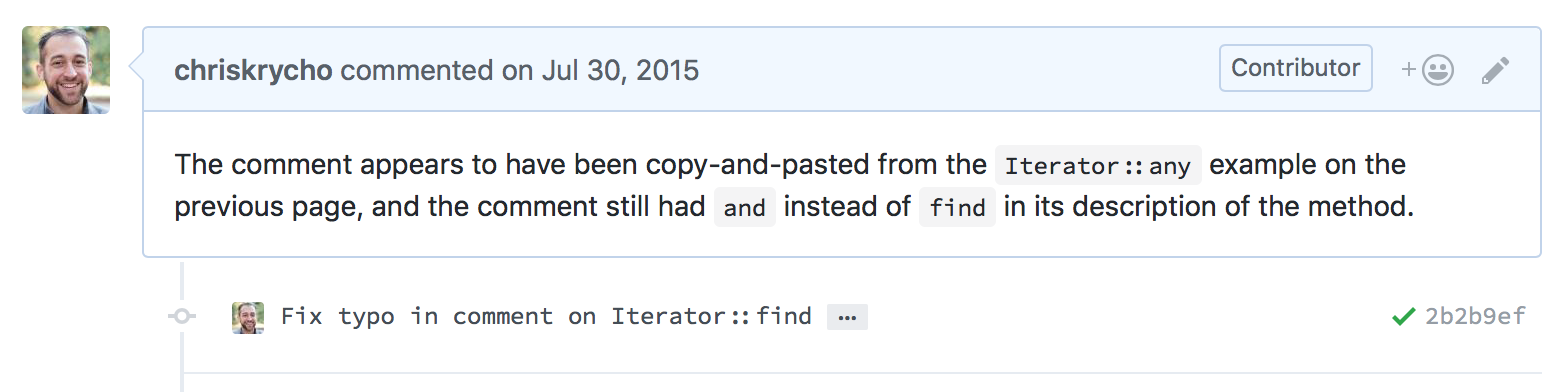 chriskrycho commented on Jul 30, 2015
Contributor
+
The comment appears to have been copy-and-pasted from the Iterator::any example on the
previous page, and the comment still had and instead of find in its description of the method.
Fix typo in comment on Iterator::find ...
2b2b9ef